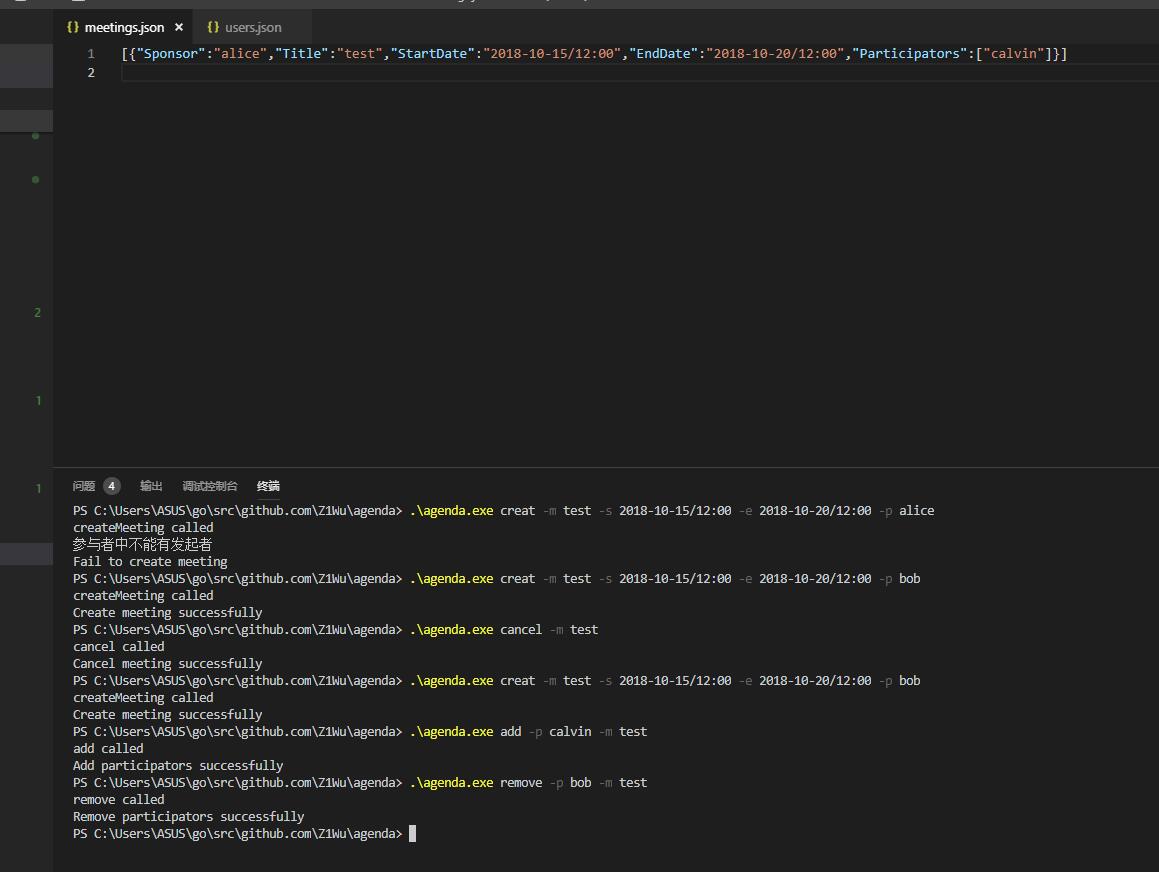 {} meetings.json × {} users.json
1 [{"Sponsor":"alice","Title":"test","StartDate":"2018-10-15/12:00","EndDate":"2018-10-20/12:00","Participators":["calvin"]}]
2
2
1
1
问题 4 输出 调试控制台 终端
PS C:\Users\ASUS\go\src\github.com\Z1Wu\agenda> .\agenda.exe creat -m test -s 2018-10-15/12:00 -e 2018-10-20/12:00 -p alice
createMeeting called
参与者中不能有发起者
Fail to create meeting
PS C:\Users\ASUS\go\src\github.com\Z1Wu\agenda> .\agenda.exe creat -m test -s 2018-10-15/12:00 -e 2018-10-20/12:00 -p bob
createMeeting called
Create meeting successfully
PS C:\Users\ASUS\go\src\github.com\Z1Wu\agenda> .\agenda.exe cancel -m test
cancel called
Cancel meeting successfully
PS C:\Users\ASUS\go\src\github.com\Z1Wu\agenda> .\agenda.exe creat -m test -s 2018-10-15/12:00 -e 2018-10-20/12:00 -p bob
createMeeting called
Create meeting successfully
PS C:\Users\ASUS\go\src\github.com\Z1Wu\agenda> .\agenda.exe add -p calvin -m test
add called
Add participators successfully
PS C:\Users\ASUS\go\src\github.com\Z1Wu\agenda> .\agenda.exe remove -p bob -m test
remove called
Remove participators successfully
PS C:\Users\ASUS\go\src\github.com\Z1Wu\agenda>